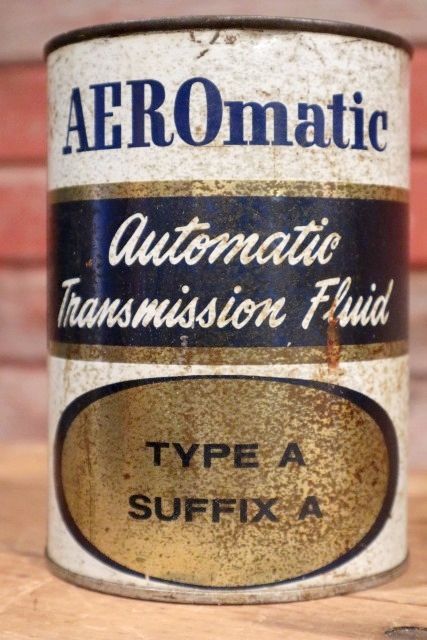 AEROmatic
Automatic
Transmission Fluid
TYPE A
SUFFIX A